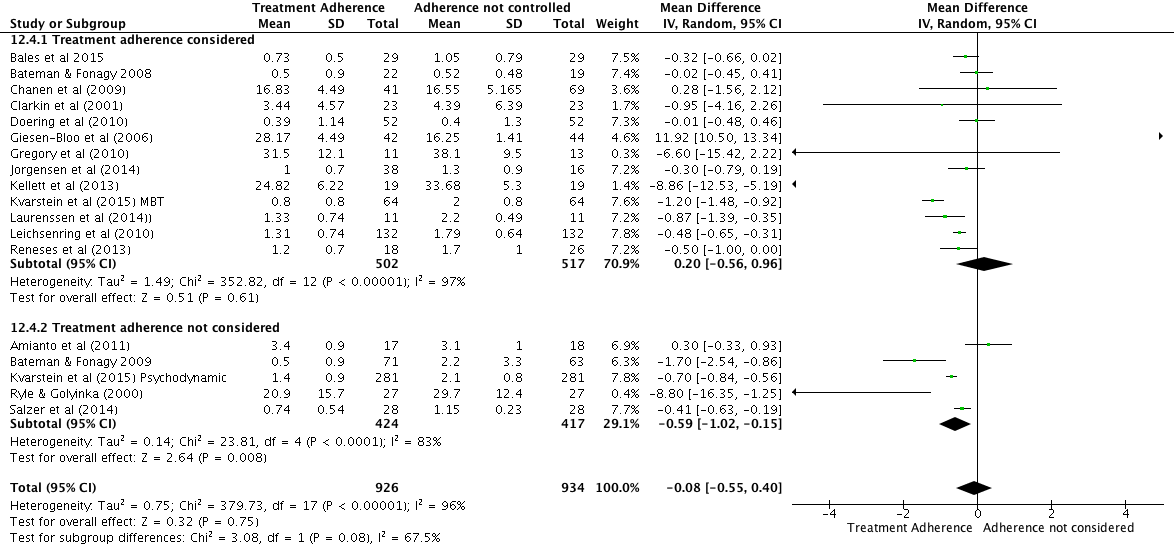 Treatment Adherence Adherence not controlled Mean Difference Mean Difference
Study or Subgroup Mean SD Total Mean SD Total Weight IV, Random, 95% CI IV, Random, 95% CI
12.4.1 Treatment adherence considered
Bales et al 2015 0.73 0.5 29 1.05 0.79 29 7.5% -0.32 [-0.66, 0.02]
Bateman & Fonagy 2008 0.5 0.9 22 0.52 0.48 19 7.4% -0.02 [-0.45, 0.41]
Chanen et al (2009) 16.83 4.49 41 16.55 5.165 69 3.9% 0.28 [-1.56, 2.12]
Clarkin et al (2001) 3.44 4.57 23 4.39 6.39 23 1.8% -0.95 [-4.16, 2.26]
Doering et al (2010) 0.39 1.14 52 0.4 1.3 52 7.3% -0.01 [-0.48, 0.46]
Giesen-Bloo et al (2006) 28.17 4.49 42 16.25 1.41 44 4.6% 11.92 [10.50, 13.34]
Gregory et al (2010) 31.5 12.1 11 38.1 9.5 13 0.3% -6.60 [-15.42, 2.22]
Jorgensen et al (2014) 1 0.7 38 1.3 0.9 16 7.2% -0.30 [-0.79, 0.19]
Kellett et al (2013) 24.82 6.22 19 33.68 5.3 19 1.4% -8.86 [-12.53, -5.19]
Kvarstein et al (2015) MBT 0.8 0.8 64 2 0.8 64 7.6% -1.20 [-1.48, -0.92]
Laurenssen et al (2014)) 1.33 0.74 11 2.2 0.49 11 7.2% -0.87 [-1.39, -0.35]
Leichsenring et al (2010) 1.31 0.74 132 1.79 0.64 132 7.8% -0.48 [-0.65, -0.31]
Reneses et al (2013) 1.2 0.7 18 1.7 1 26 7.2% -0.50 [-1.00, 0.00]
Subtotal (95% CI) 502 517 70.9% 0.20 [-0.56, 0.96]
Heterogeneity: Tau² = 1.49; Chi² = 352.82, df = 12 (P < 0.00001); I² = 97%
Test for overall effect: Z = 0.51 (P = 0.61)
12.4.2 Treatment adherence not considered
Amianto et al (2011) 3.4 0.9 17 3.1 1 18 6.9% 0.30 [-0.33, 0.93]
Bateman & Fonagy 2009 0.5 0.9 71 2.2 3.3 63 6.3% -1.70 [-2.54, -0.86]
Kvarstein et al (2015) Psychodynamic 1.4 0.9 281 2.1 0.8 281 7.8% -0.70 [-0.84, -0.56]
Ryle & Golyinka (2000) 20.9 15.7 27 29.7 12.4 27 0.4% -8.80 [-16.35, -1.25]
Salzer et al (2014) 0.74 0.54 28 1.15 0.23 28 7.7% -0.41 [-0.63, -0.19]
Subtotal (95% CI) 424 417 29.1% -0.59 [-1.02, -0.15]
Heterogeneity: Tau² = 0.14; Chi² = 23.81, df = 4 (P < 0.0001); I² = 83%
Test for overall effect: Z = 2.64 (P = 0.008)
Total (95% CI) 926 934 100.0% -0.08 [-0.55, 0.40]
Heterogeneity: Tau² = 0.75; Chi² = 379.73, df = 17 (P < 0.00001); I² = 96%
Test for overall effect: Z = 0.32 (P = 0.75)
Test for subgroup differences: Chi² = 3.08, df = 1 (P = 0.08), I² = 67.5%
-4 -2 0 2 4
Treatment Adherence Adherence not considered